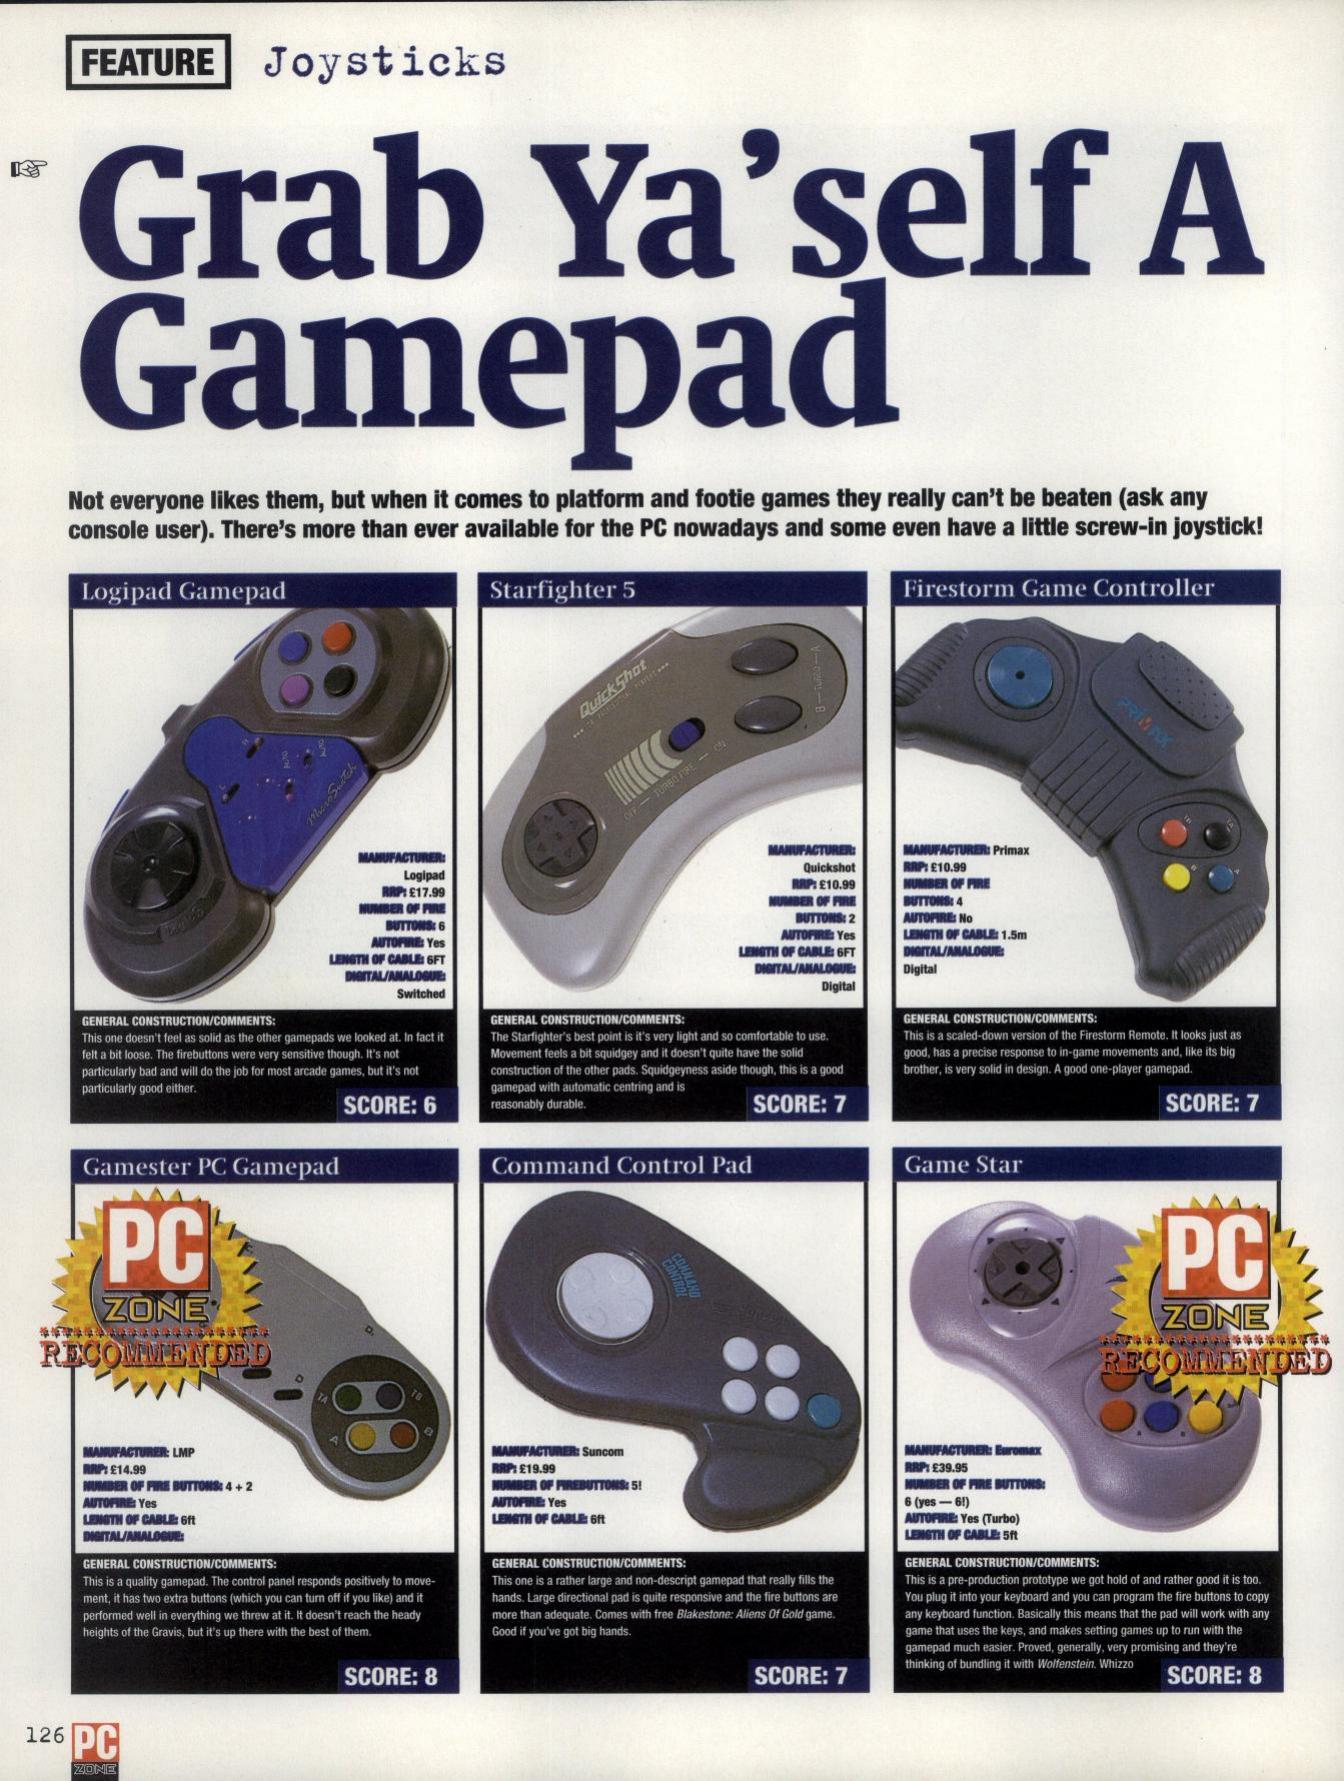 FEATURE Joysticks
Grab Ya'self A
Gamepad
Not everyone likes them, but when it comes to platform and footie games they really can't be beaten (ask any
console user). There's more than ever available for the PC nowadays and some even have a little screw-in joystick!
Logipad Gamepad
AUTO
AUTO
MicroSwitch
MANUFACTURER:
Logipad
RRP: £17.99
NUMBER OF FIRE
BUTTONS: 6
AUTOFIRE: Yes
LENGTH OF CABLE: 6FT
DIGITAL/ANALOGUE:
Switched
GENERAL CONSTRUCTION/COMMENTS:
This one doesn't feel as solid as the other gamepads we looked at. In fact it
felt a bit loose. The firebuttons were very sensitive though. It's not
particularly bad and will do the job for most arcade games, but it's not
particularly good either.
SCORE: 6
Starfighter 5
QuickShot
OFF — TURBO FIRE — ON
B — TURBO — A
MANUFACTURER:
Quickshot
RRP: £10.99
NUMBER OF FIRE
BUTTONS: 2
AUTOFIRE: Yes
LENGTH OF CABLE: 6FT
DIGITAL/ANALOGUE:
Digital
GENERAL CONSTRUCTION/COMMENTS:
The Starfighter's best point is it's very light and so comfortable to use.
Movement feels a bit squidgey and it doesn't quite have the solid
construction of the other pads. Squidgeyness aside though, this is a good
gamepad with automatic centring and is
reasonably durable.
SCORE: 7
Firestorm Game Controller
PRIMAX
MANUFACTURER: Primax
RRP: £10.99
NUMBER OF FIRE
BUTTONS: 4
AUTOFIRE: No
LENGTH OF CABLE: 1.5m
DIGITAL/ANALOGUE:
Digital
GENERAL CONSTRUCTION/COMMENTS:
This is a scaled-down version of the Firestorm Remote. It looks just as
good, has a precise response to in-game movements and, like its big
brother, is very solid in design. A good one-player gamepad.
SCORE: 7
Gamester PC Gamepad
PC
ZONE
RECOMMENDED
TA
TB
A
B
MANUFACTURER: LMP
RRP: £14.99
NUMBER OF FIRE BUTTONS: 4 + 2
AUTOFIRE: Yes
LENGTH OF CABLE: 6ft
DIGITAL/ANALOGUE:
GENERAL CONSTRUCTION/COMMENTS:
This is a quality gamepad. The control panel responds positively to move-
ment, it has two extra buttons (which you can turn off if you like) and it
performed well in everything we threw at it. It doesn't reach the heady
heights of the Gravis, but it's up there with the best of them.
SCORE: 8
Command Control Pad
COMMAND
CONTROL
MANUFACTURER: Suncom
RRP: £19.99
NUMBER OF FIREBUTTONS: 5!
AUTOFIRE: Yes
LENGTH OF CABLE: 6ft
GENERAL CONSTRUCTION/COMMENTS:
This one is a rather large and non-descript gamepad that really fills the
hands. Large directional pad is quite responsive and the fire buttons are
more than adequate. Comes with free Blakestone: Aliens Of Gold game.
Good if you've got big hands.
SCORE: 7
Game Star
PC
ZONE
RECOMMENDED
A
B
MANUFACTURER: Euromax
RRP: £39.95
NUMBER OF FIRE BUTTONS:
6 (yes — 6!)
AUTOFIRE: Yes (Turbo)
LENGTH OF CABLE: 5ft
GENERAL CONSTRUCTION/COMMENTS:
This is a pre-production prototype we got hold of and rather good it is too.
You plug it into your keyboard and you can program the fire buttons to copy
any keyboard function. Basically this means that the pad will work with any
game that uses the keys, and makes setting games up to run with the
gamepad much easier. Proved, generally, very promising and they're
thinking of bundling it with Wolfenstein. Whizzo
SCORE: 8
126 PC
ZONE